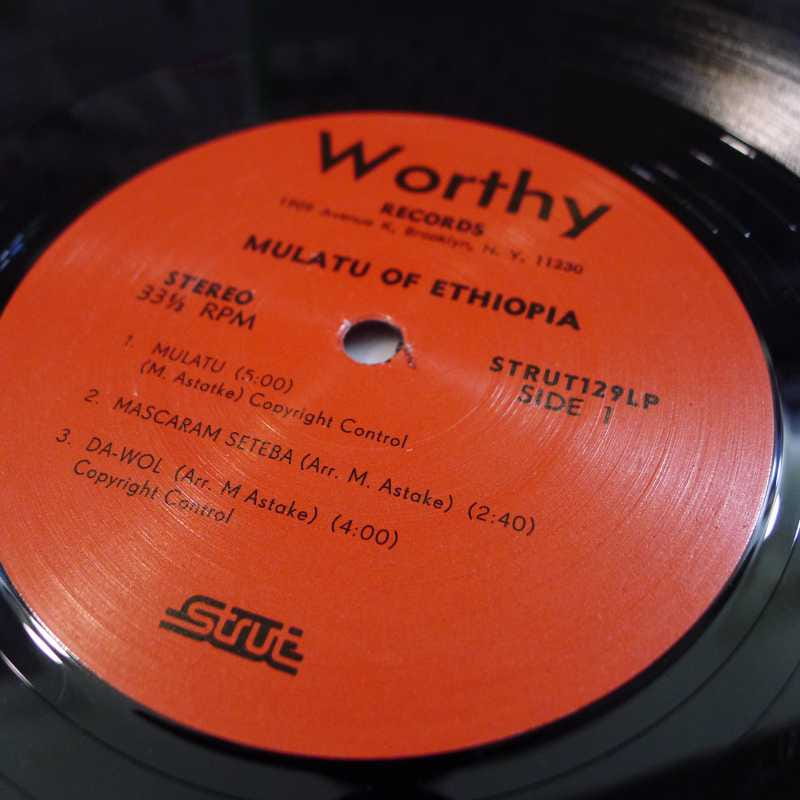 Worthy
RECORDS
1909 Avenue K, Brooklyn, N. Y. 11230
MULATU OF ETHIOPIA
STEREO
33⅓ RPM
STRUT129LP
SIDE 1
1. MULATU (5:00)
(M. Astatke) Copyright Control
2. MASCARAM SETEBA (Arr. M. Astake) (2:40)
3. DA-WOL (Arr. M Astake) (4:00)
Copyright Control
Strut